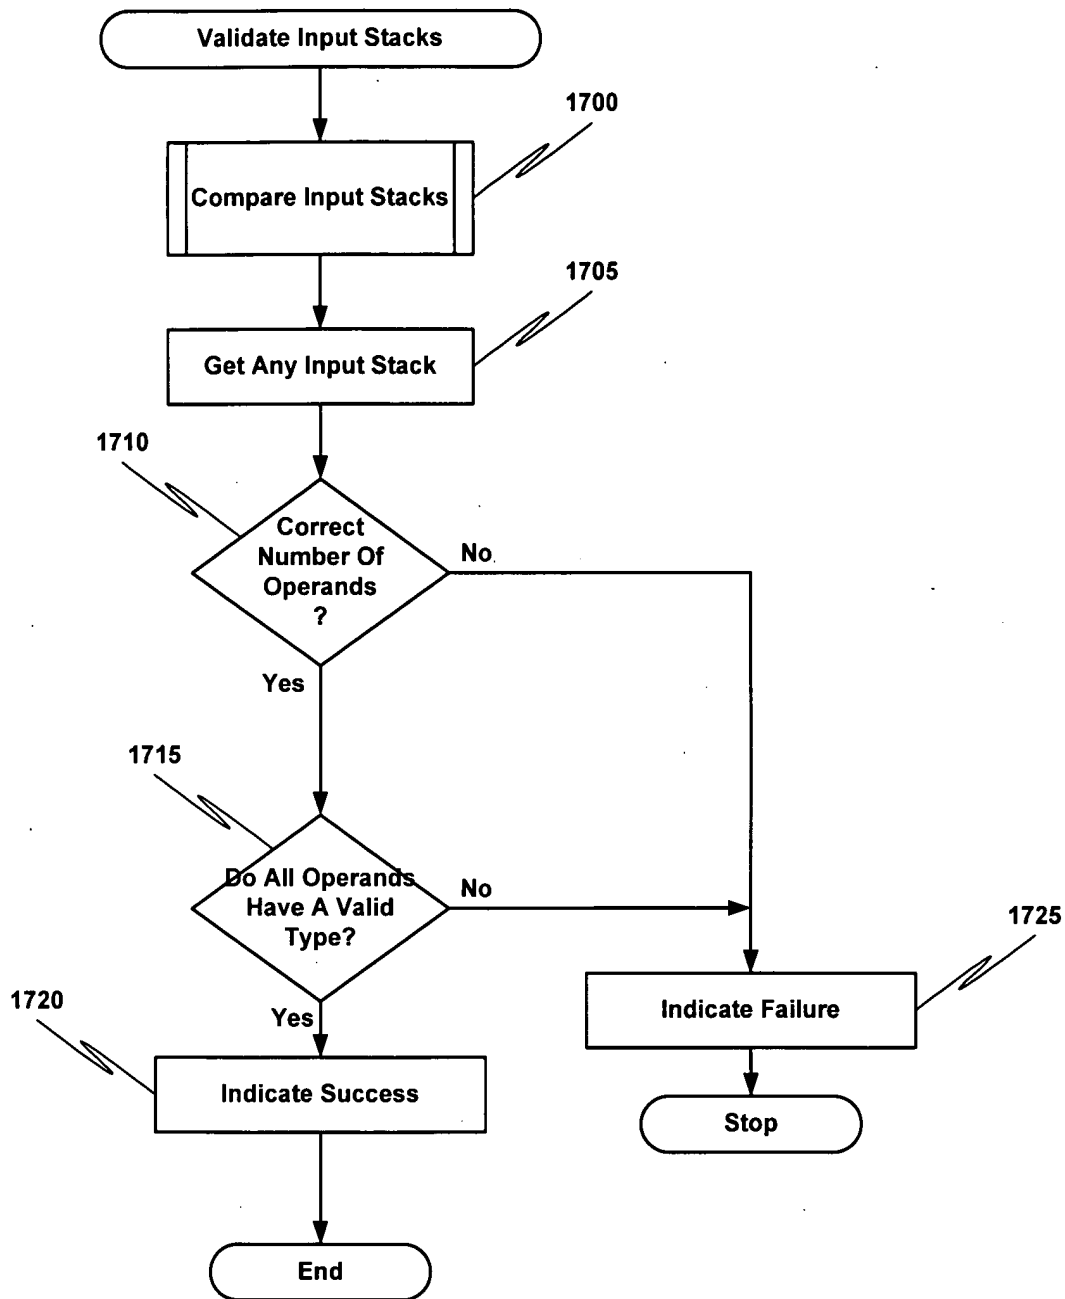 Validate Input Stacks
1700
Compare Input Stacks
1705
Get Any Input Stack
1710
Correct
Number Of
Operands
?
No
Yes
1715
Do All Operands
Have A Valid
Type?
No
1725
Yes
1720
Indicate Failure
Indicate Success
Stop
End